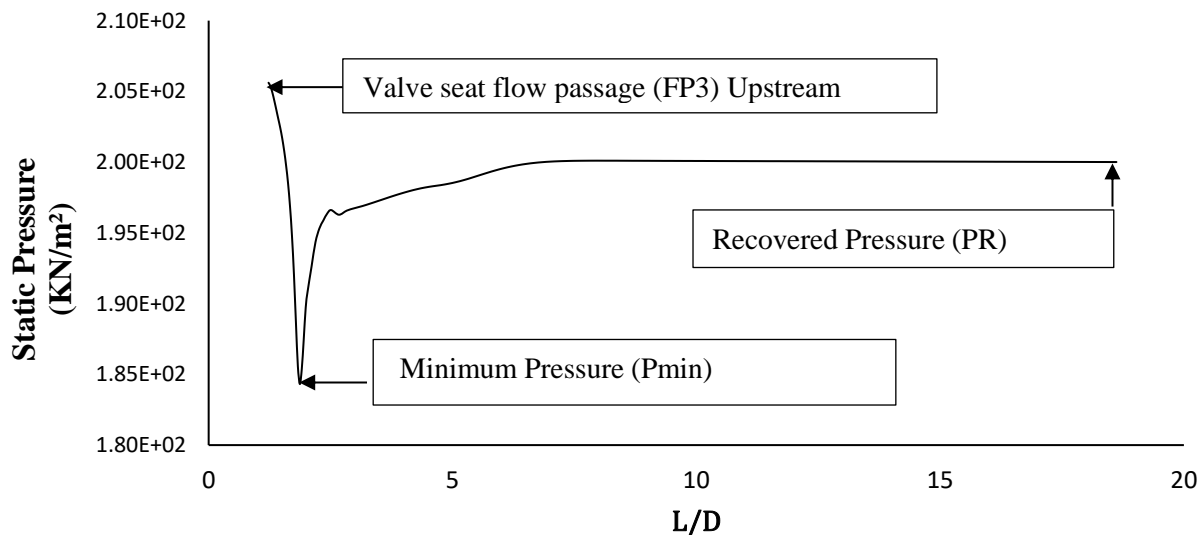 2.10E+02
2.05E+02
2.00E+02
1.95E+02
1.90E+02
1.85E+02
1.80E+02
Static Pressure
(KN/m²)
Valve seat flow passage (FP3) Upstream
Recovered Pressure (PR)
Minimum Pressure (Pmin)
0
5
10
15
20
L/D